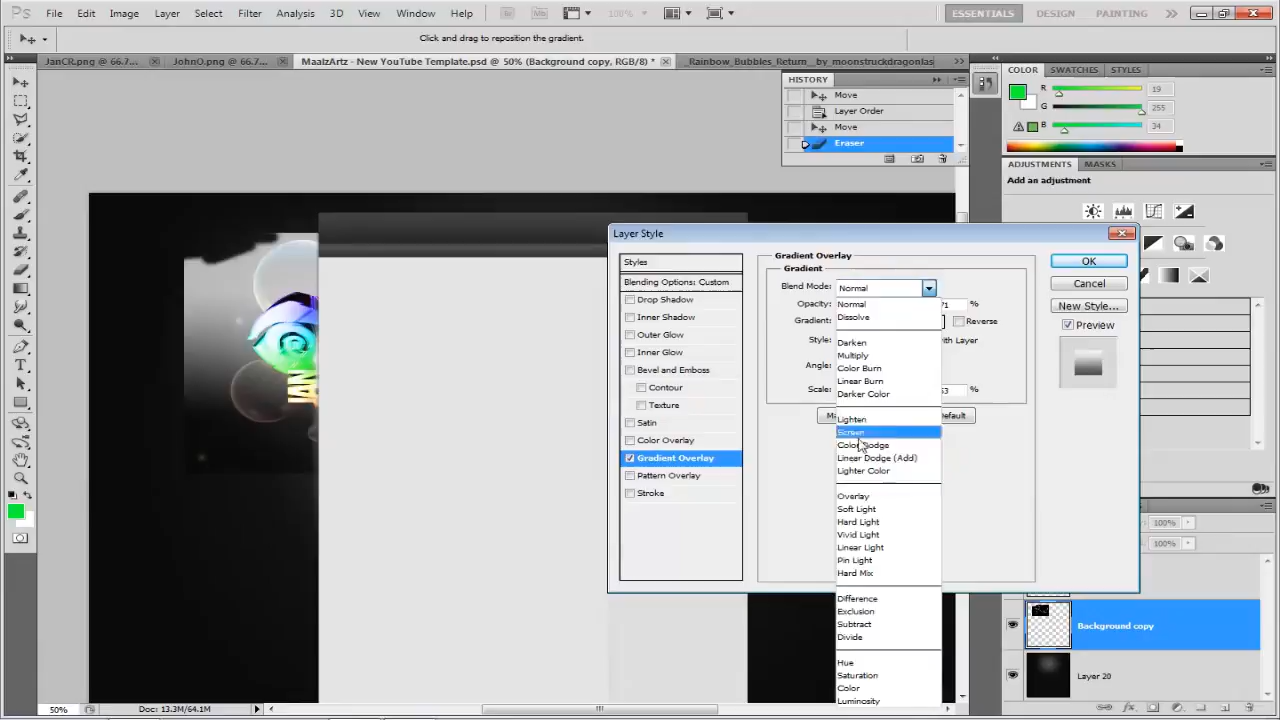 Ps File Edit Image Layer Select Filter Analysis 3D View Window Help Br Mb 100% ESSENTIALS DESIGN PAINTING
Click and drag to reposition the gradient.
JanCR.png @ 66.7... JohnO.png @ 66.7... MaalzArtz - New YouTube Template.psd @ 50% (Background copy, RGB/8) * _Rainbow_Bubbles_Return__by_moonstruckdragonlas
HISTORY
Move
Layer Order
Move
Eraser
COLOR SWATCHES STYLES
R 19
G 255
B 34
ADJUSTMENTS MASKS
Add an adjustment
Layer Style
Styles
Blending Options: Custom
Drop Shadow
Inner Shadow
Outer Glow
Inner Glow
Bevel and Emboss
Contour
Texture
Satin
Color Overlay
Gradient Overlay
Pattern Overlay
Stroke
Gradient Overlay
Gradient
Blend Mode: Normal
Opacity: 71 %
Gradient: Reverse
Style: with Layer
Angle:
Scale: 53 %
Ma efault
Normal
Dissolve
Darken
Multiply
Color Burn
Linear Burn
Darker Color
Lighten
Screen
Color Dodge
Linear Dodge (Add)
Lighter Color
Overlay
Soft Light
Hard Light
Vivid Light
Linear Light
Pin Light
Hard Mix
Difference
Exclusion
Subtract
Divide
Hue
Saturation
Color
Luminosity
OK
Cancel
New Style...
Preview
100%
100%
Background copy
Layer 20
50% Doc: 13.3M/64.1M